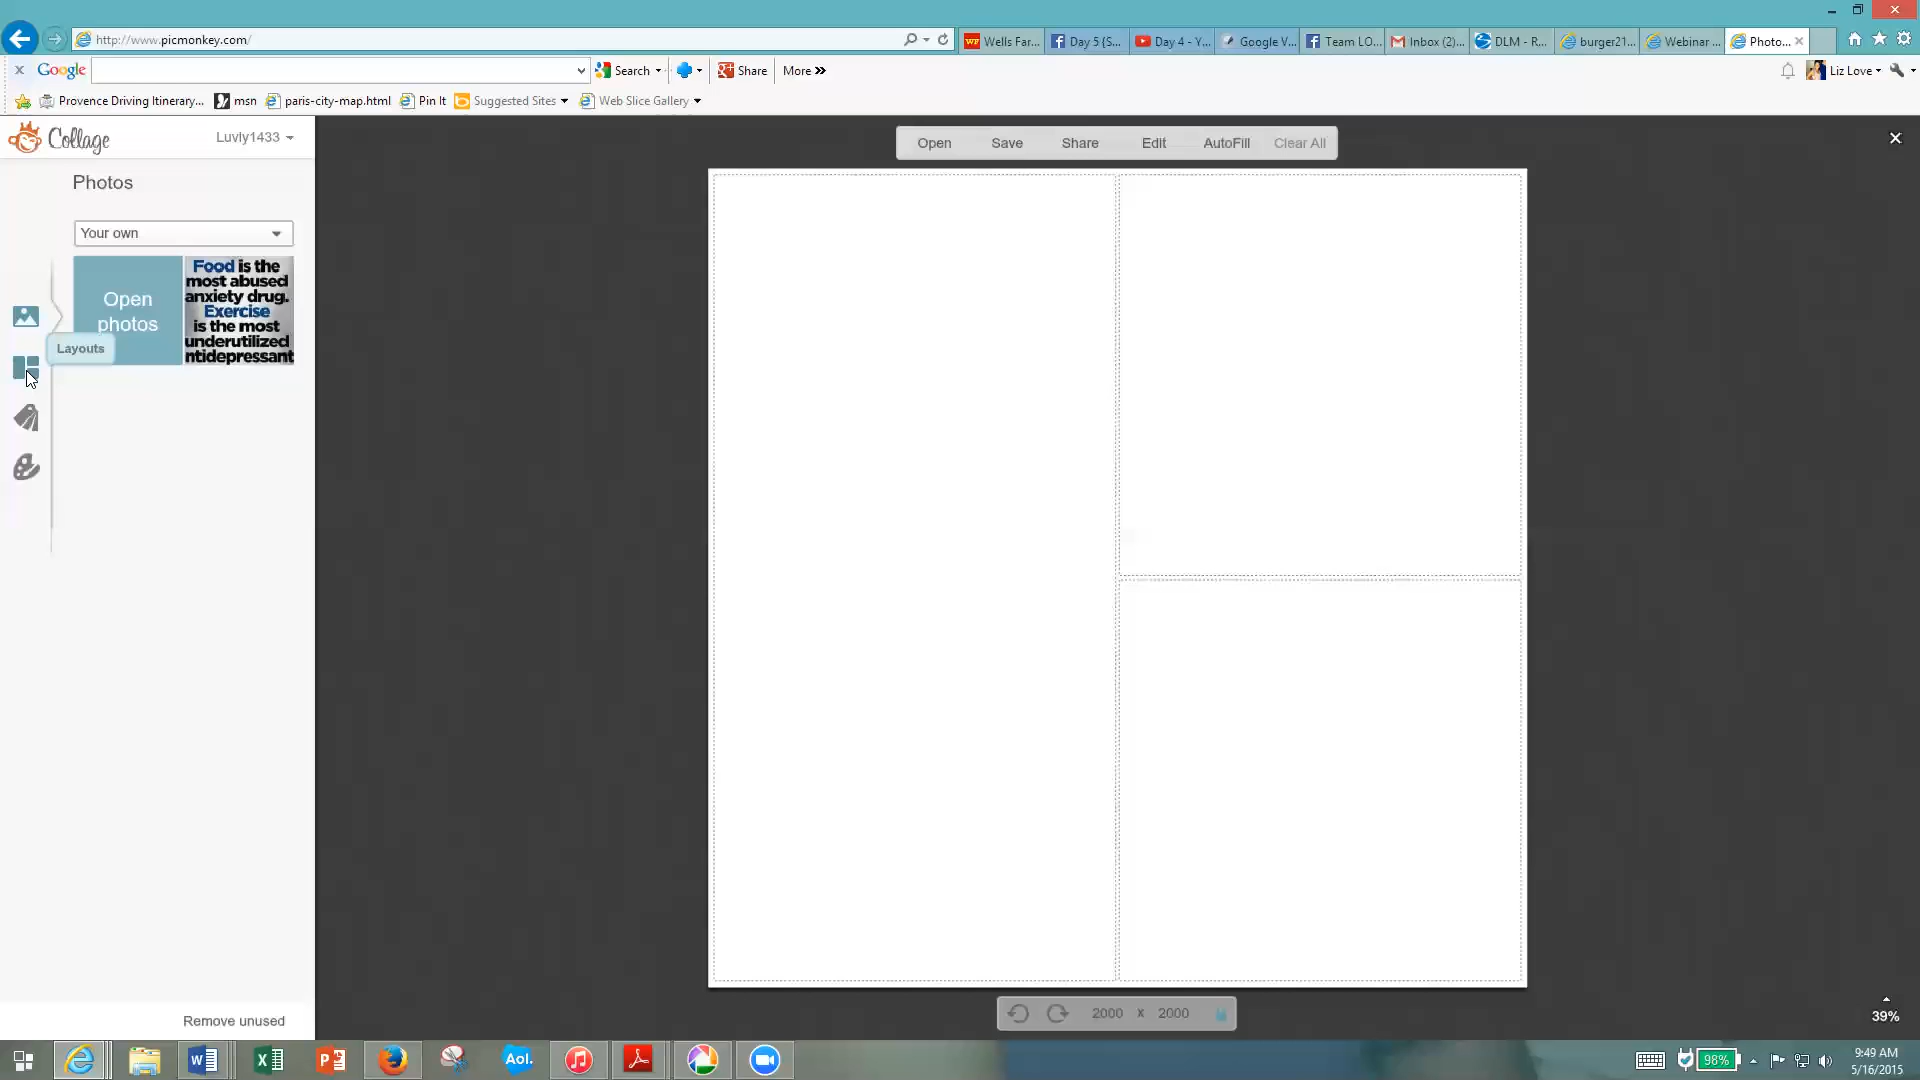 http://www.picmonkey.com/
Wells Far...
Day 5 {S...
Day 4 - Y...
Google V...
Team LO...
Inbox (2)...
DLM - R...
burger21...
Webinar ...
Photo...
Google
Search
Share
More »
Liz Love
Provence Driving Itinerary...
msn
paris-city-map.html
Pin It
Suggested Sites
Web Slice Gallery
Collage
Luvly1433
Open
Save
Share
Edit
AutoFill
Clear All
Photos
Your own
Open
photos
Food is the
most abused
anxiety drug.
Exercise
is the most
underutilized
ntidepressant
Layouts
Remove unused
2000 x 2000
39%
Aol.
98%
9:49 AM
5/16/2015